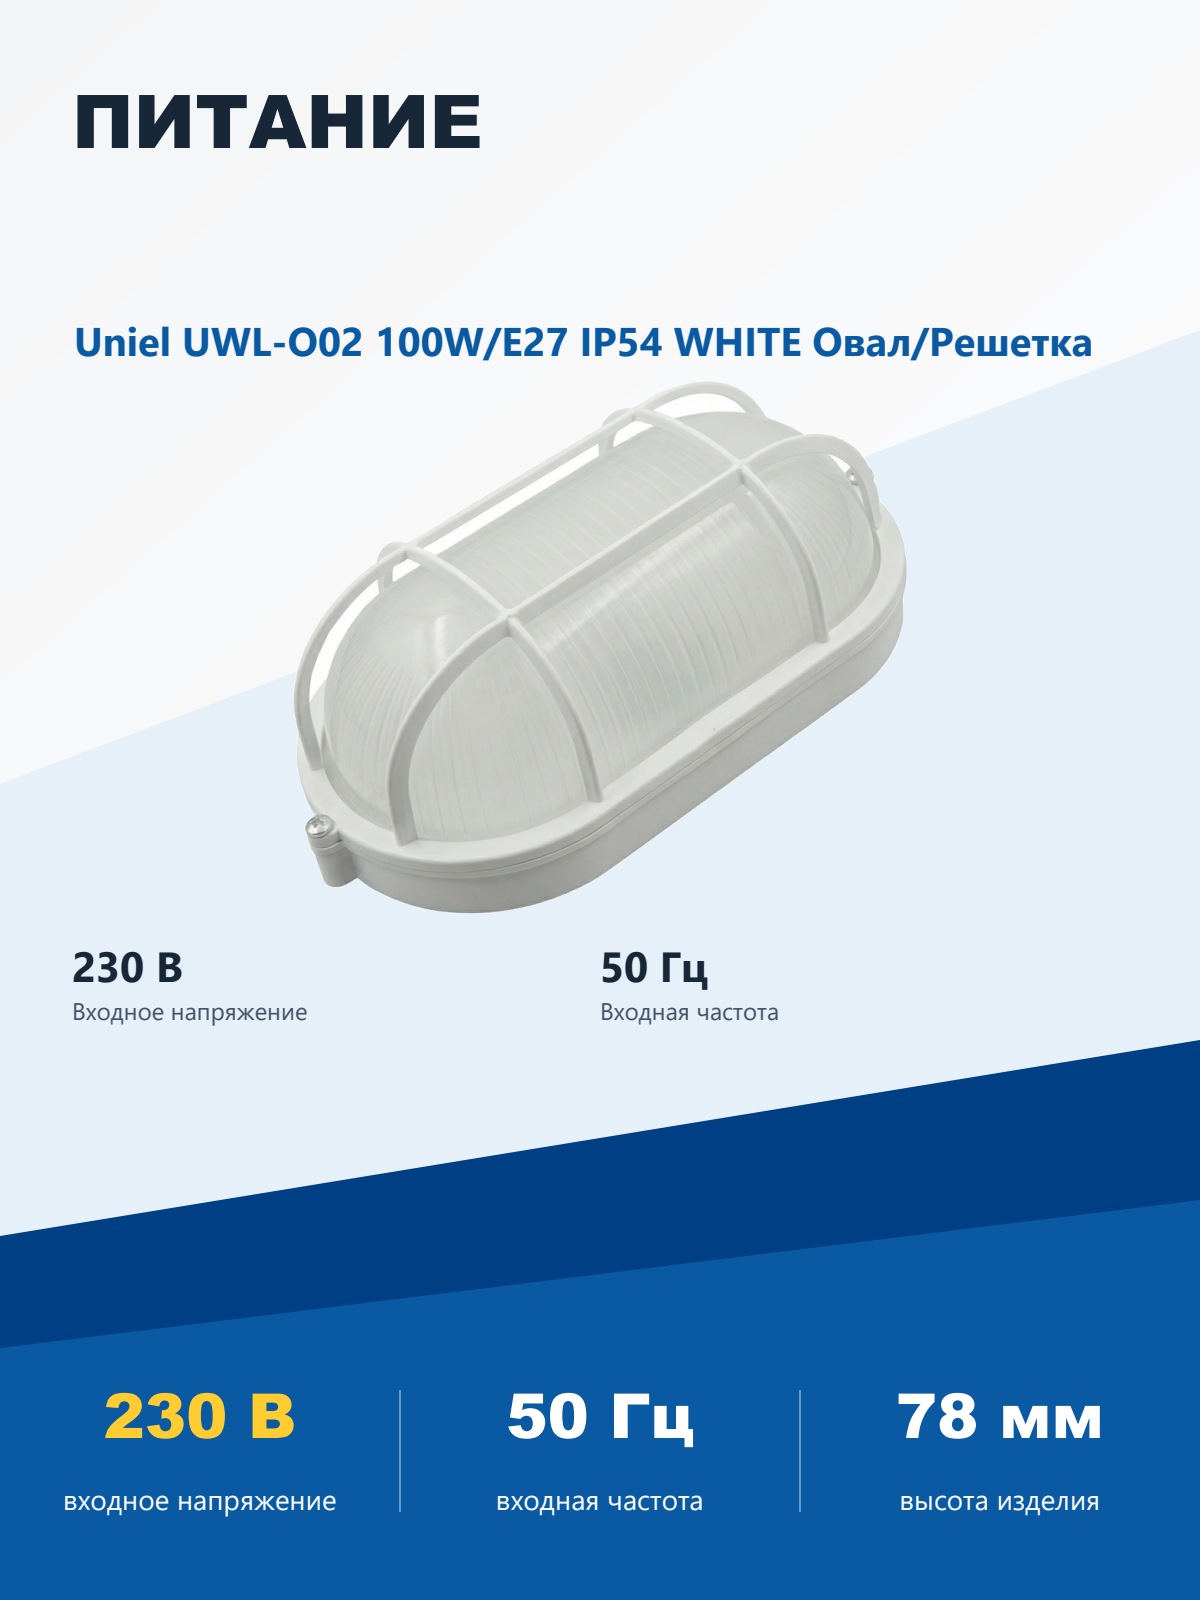 ПИТАНИЕ
Uniel UWL-O02 100W/E27 IP54 WHITE Овал/Решетка
230 В
Входное напряжение
50 Гц
Входная частота
230 В
входное напряжение
50 Гц
входная частота
78 мм
высота изделия